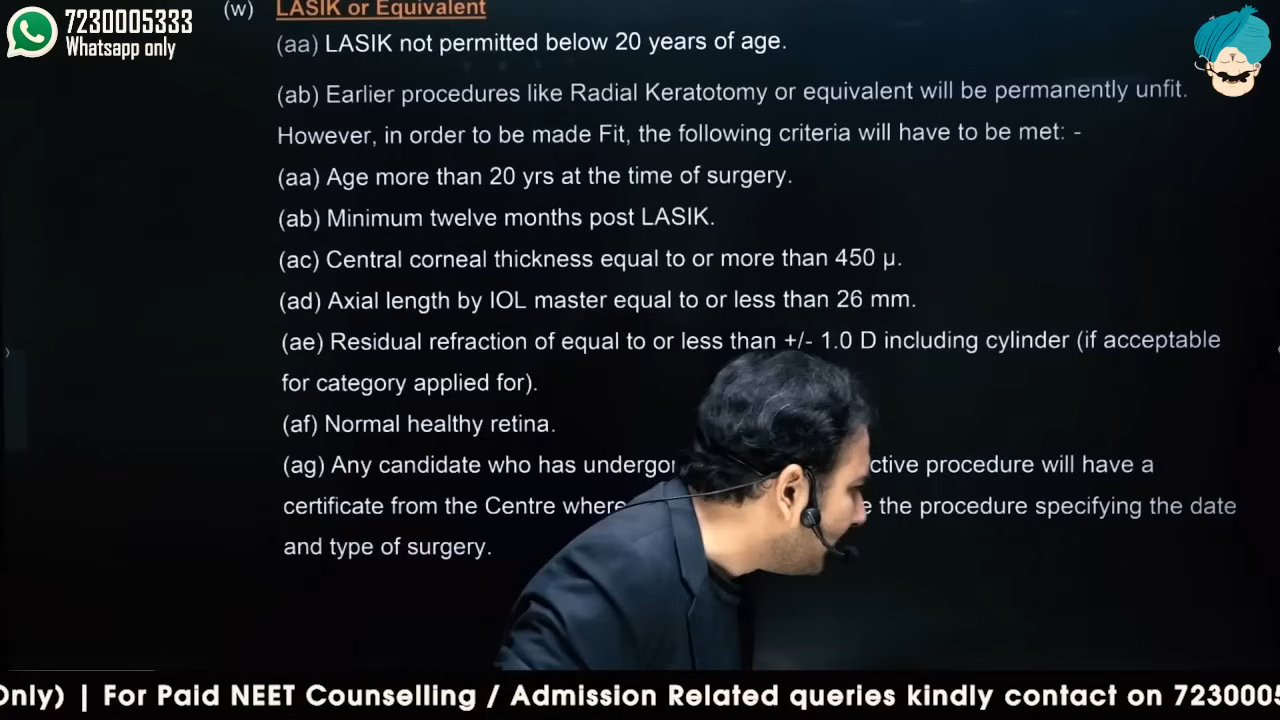 7230005333
Whatsapp only
(w) LASIK or Equivalent
(aa) LASIK not permitted below 20 years of age.
(ab) Earlier procedures like Radial Keratotomy or equivalent will be permanently unfit.
However, in order to be made Fit, the following criteria will have to be met: -
(aa) Age more than 20 yrs at the time of surgery.
(ab) Minimum twelve months post LASIK.
(ac) Central corneal thickness equal to or more than 450 µ.
(ad) Axial length by IOL master equal to or less than 26 mm.
(ae) Residual refraction of equal to or less than +/- 1.0 D including cylinder (if acceptable
for category applied for).
(af) Normal healthy retina.
(ag) Any candidate who has procedure will have a
certificate from the Centre where the procedure specifying the date
and type of surgery.
Only) | For Paid NEET Counselling / Admission Related queries kindly contact on